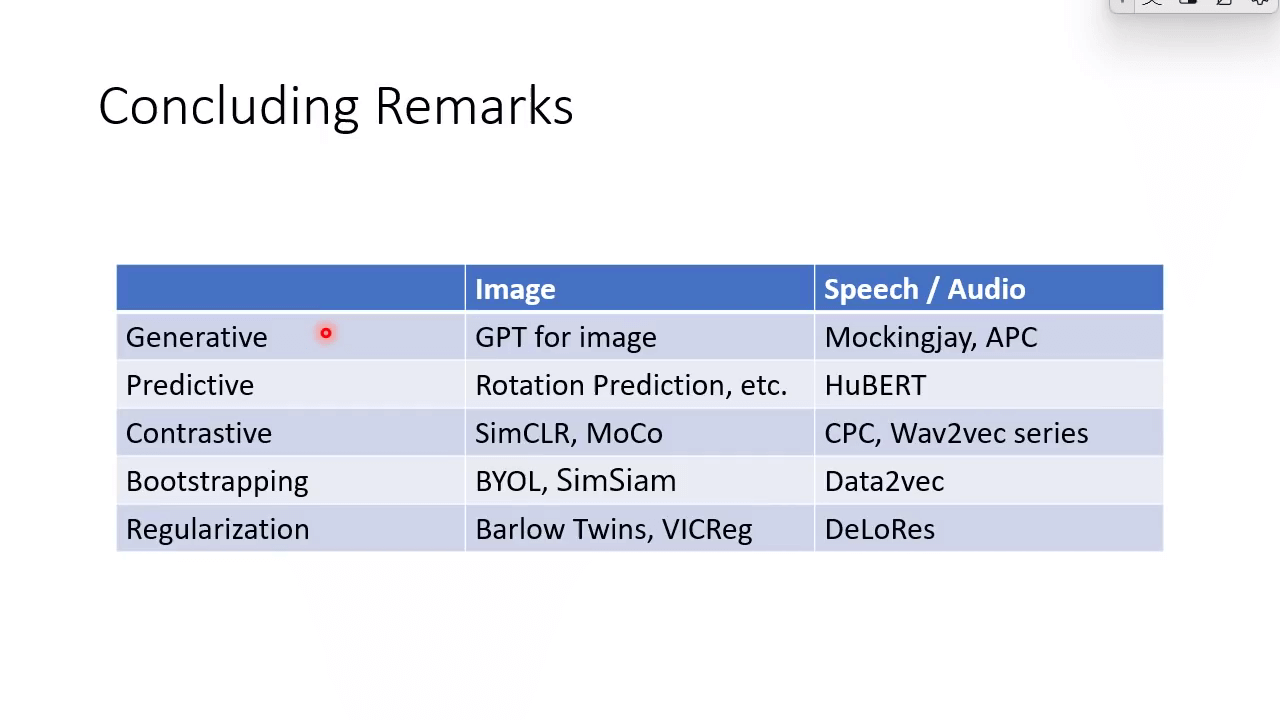 Concluding Remarks
Image Speech / Audio
Generative GPT for image Mockingjay, APC
Predictive Rotation Prediction, etc. HuBERT
Contrastive SimCLR, MoCo CPC, Wav2vec series
Bootstrapping BYOL, SimSiam Data2vec
Regularization Barlow Twins, VICReg DeLoRes